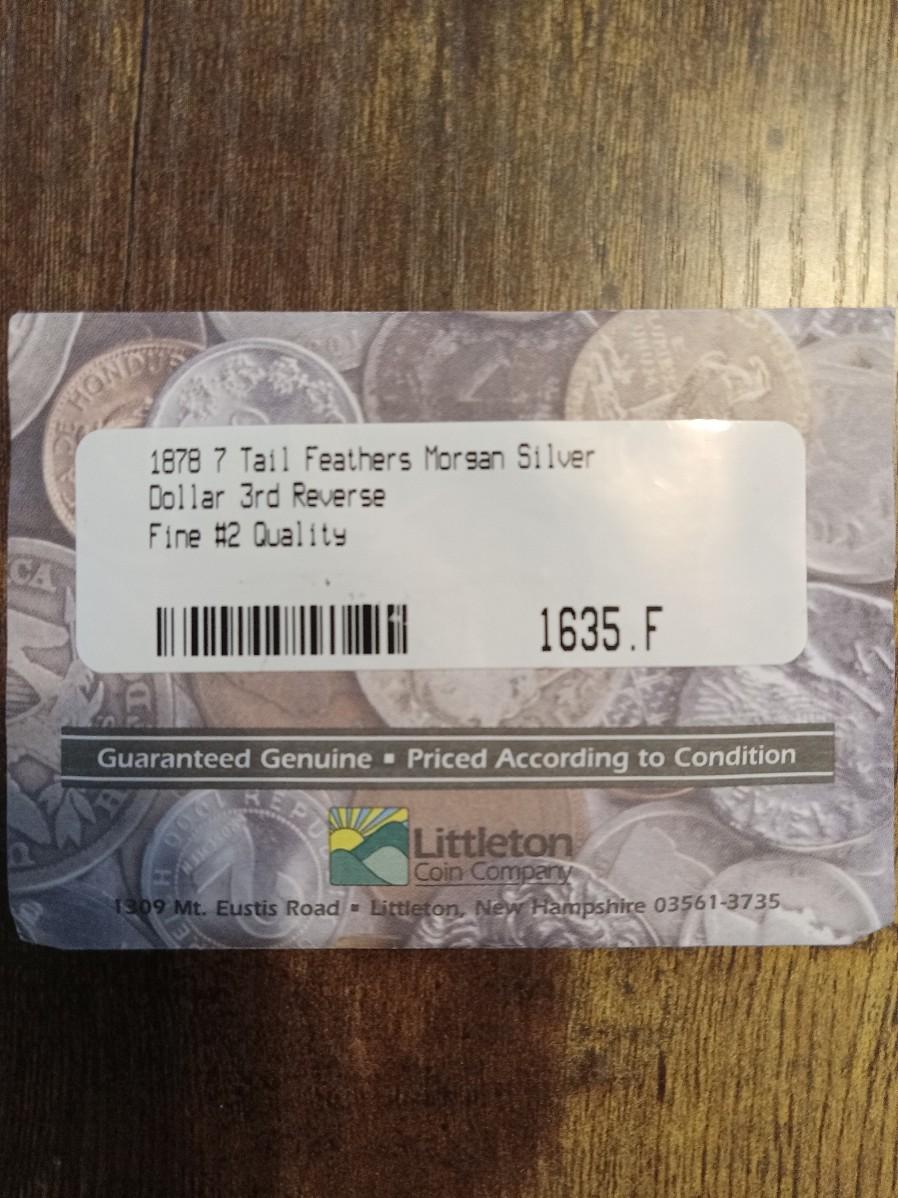 HONDU
1878 7 Tail Feathers Morgan Silver
Dollar 3rd Reverse
Fine #2 Quality
1635.F
Guaranteed Genuine ▪ Priced According to Condition
Littleton
Coin Company
1309 Mt. Eustis Road ▪ Littleton, New Hampshire 03561-3735